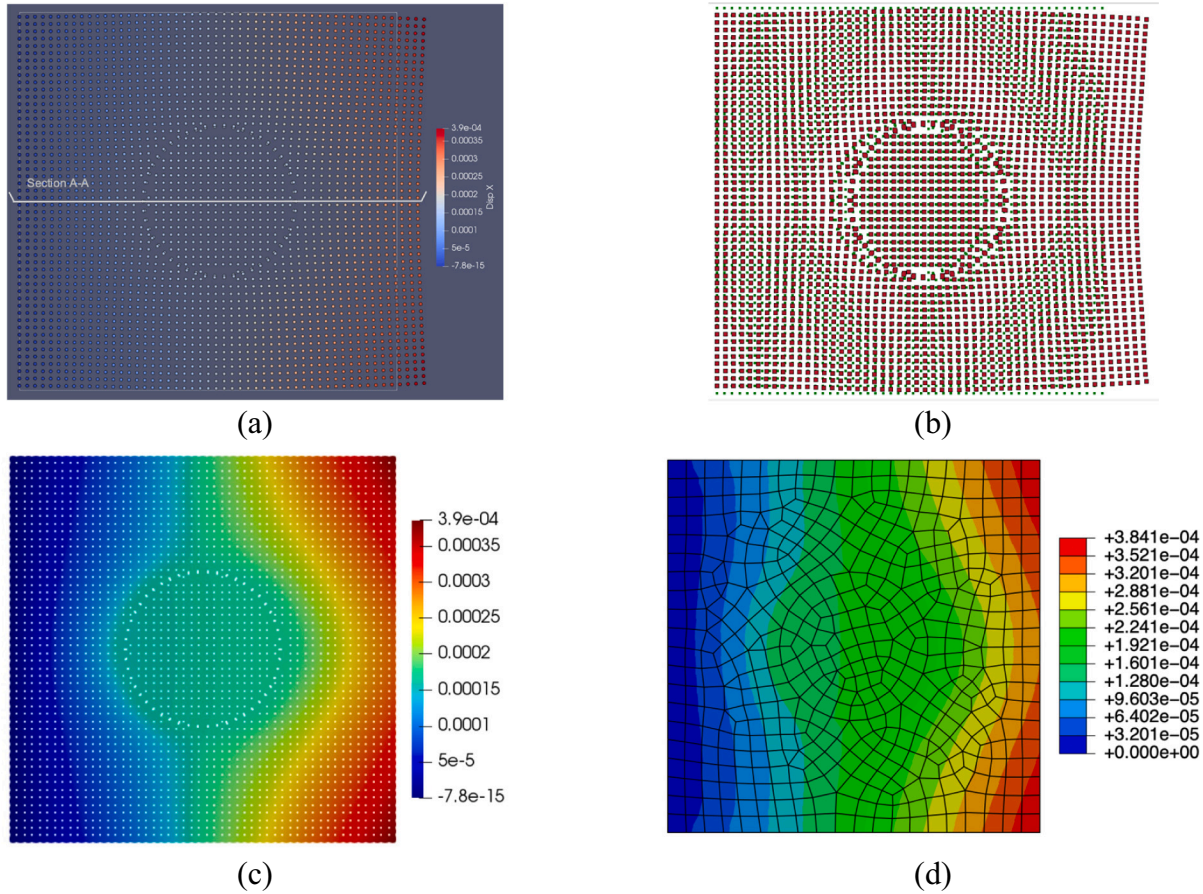 Section A-A
3.9e-04
0.00035
0.0003
0.00025
0.0002
0.00015
0.0001
5e-5
-7.8e-15
Disp X
(a)
(b)
3.9e-04
0.00035
0.0003
0.00025
0.0002
0.00015
0.0001
5e-5
-7.8e-15
(c)
+3.841e-04
+3.521e-04
+3.201e-04
+2.881e-04
+2.561e-04
+2.241e-04
+1.921e-04
+1.601e-04
+1.280e-04
+9.603e-05
+6.402e-05
+3.201e-05
+0.000e+00
(d)